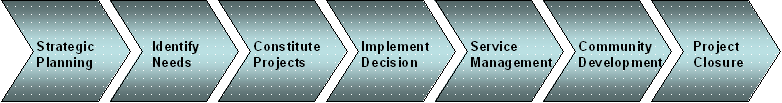 Strategic
Planning
Identify
Needs
Constitute
Projects
Implement
Decision
Service
Management
Community
Development
Project
Closure